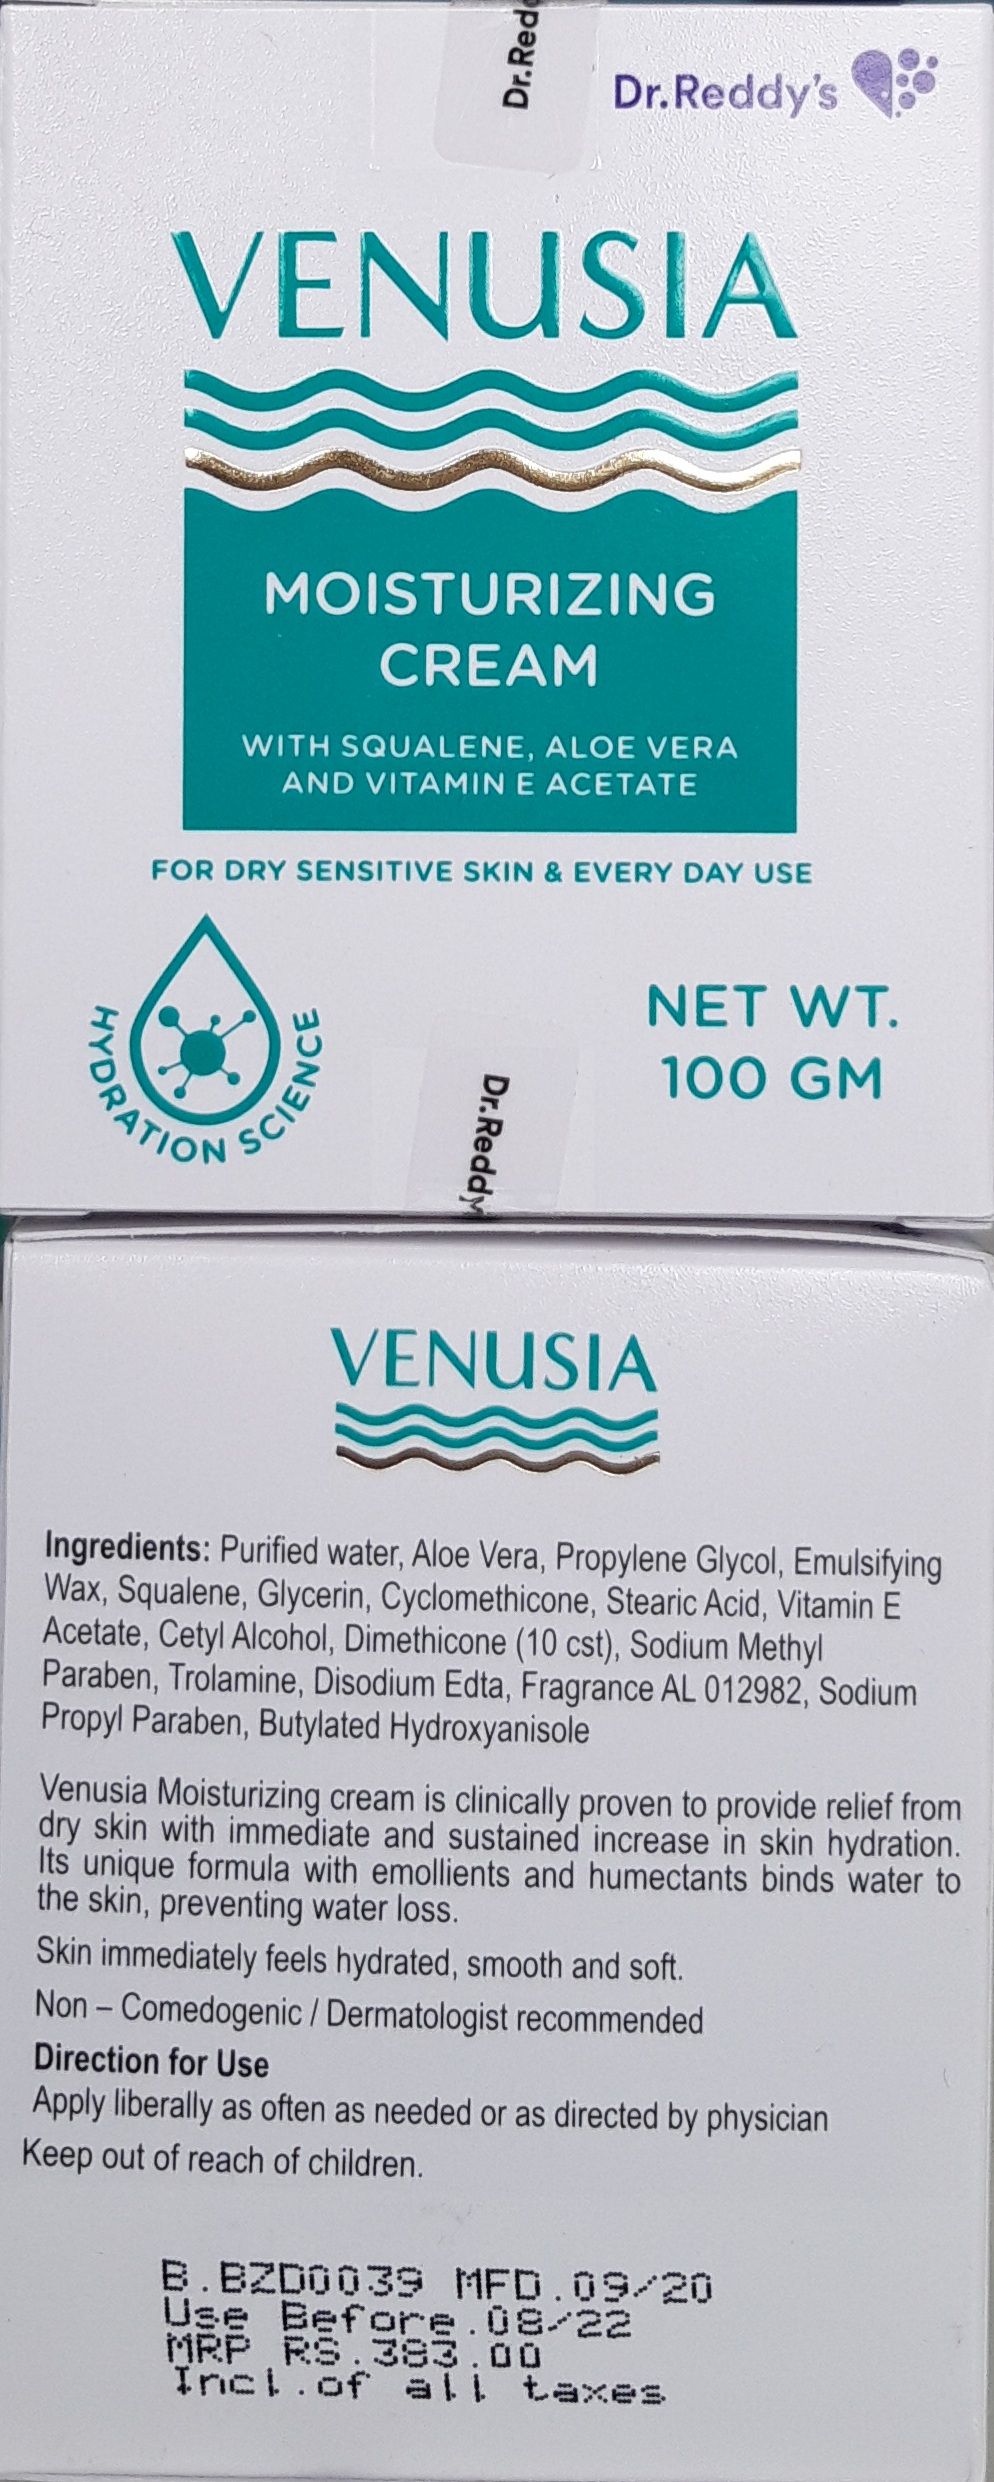 Dr.Redd
Dr.Reddy's
VENUSIA
MOISTURIZING
CREAM
WITH SQUALENE, ALOE VERA
AND VITAMIN E ACETATE
FOR DRY SENSITIVE SKIN & EVERY DAY USE
HYDRATION SCIENCE
NET WT.
100 GM
Dr.Reddy
VENUSIA
Ingredients: Purified water, Aloe Vera, Propylene Glycol, Emulsifying
Wax, Squalene, Glycerin, Cyclomethicone, Stearic Acid, Vitamin E
Acetate, Cetyl Alcohol, Dimethicone (10 cst), Sodium Methyl
Paraben, Trolamine, Disodium Edta, Fragrance AL 012982, Sodium
Propyl Paraben, Butylated Hydroxyanisole
Venusia Moisturizing cream is clinically proven to provide relief from
dry skin with immediate and sustained increase in skin hydration.
Its unique formula with emollients and humectants binds water to
the skin, preventing water loss.
Skin immediately feels hydrated, smooth and soft.
Non – Comedogenic / Dermatologist recommended
Direction for Use
Apply liberally as often as needed or as directed by physician
Keep out of reach of children.
B.BZD0039 MFD.09/20
Use Before.08/22
MRP RS.383.00
Incl.of all taxes